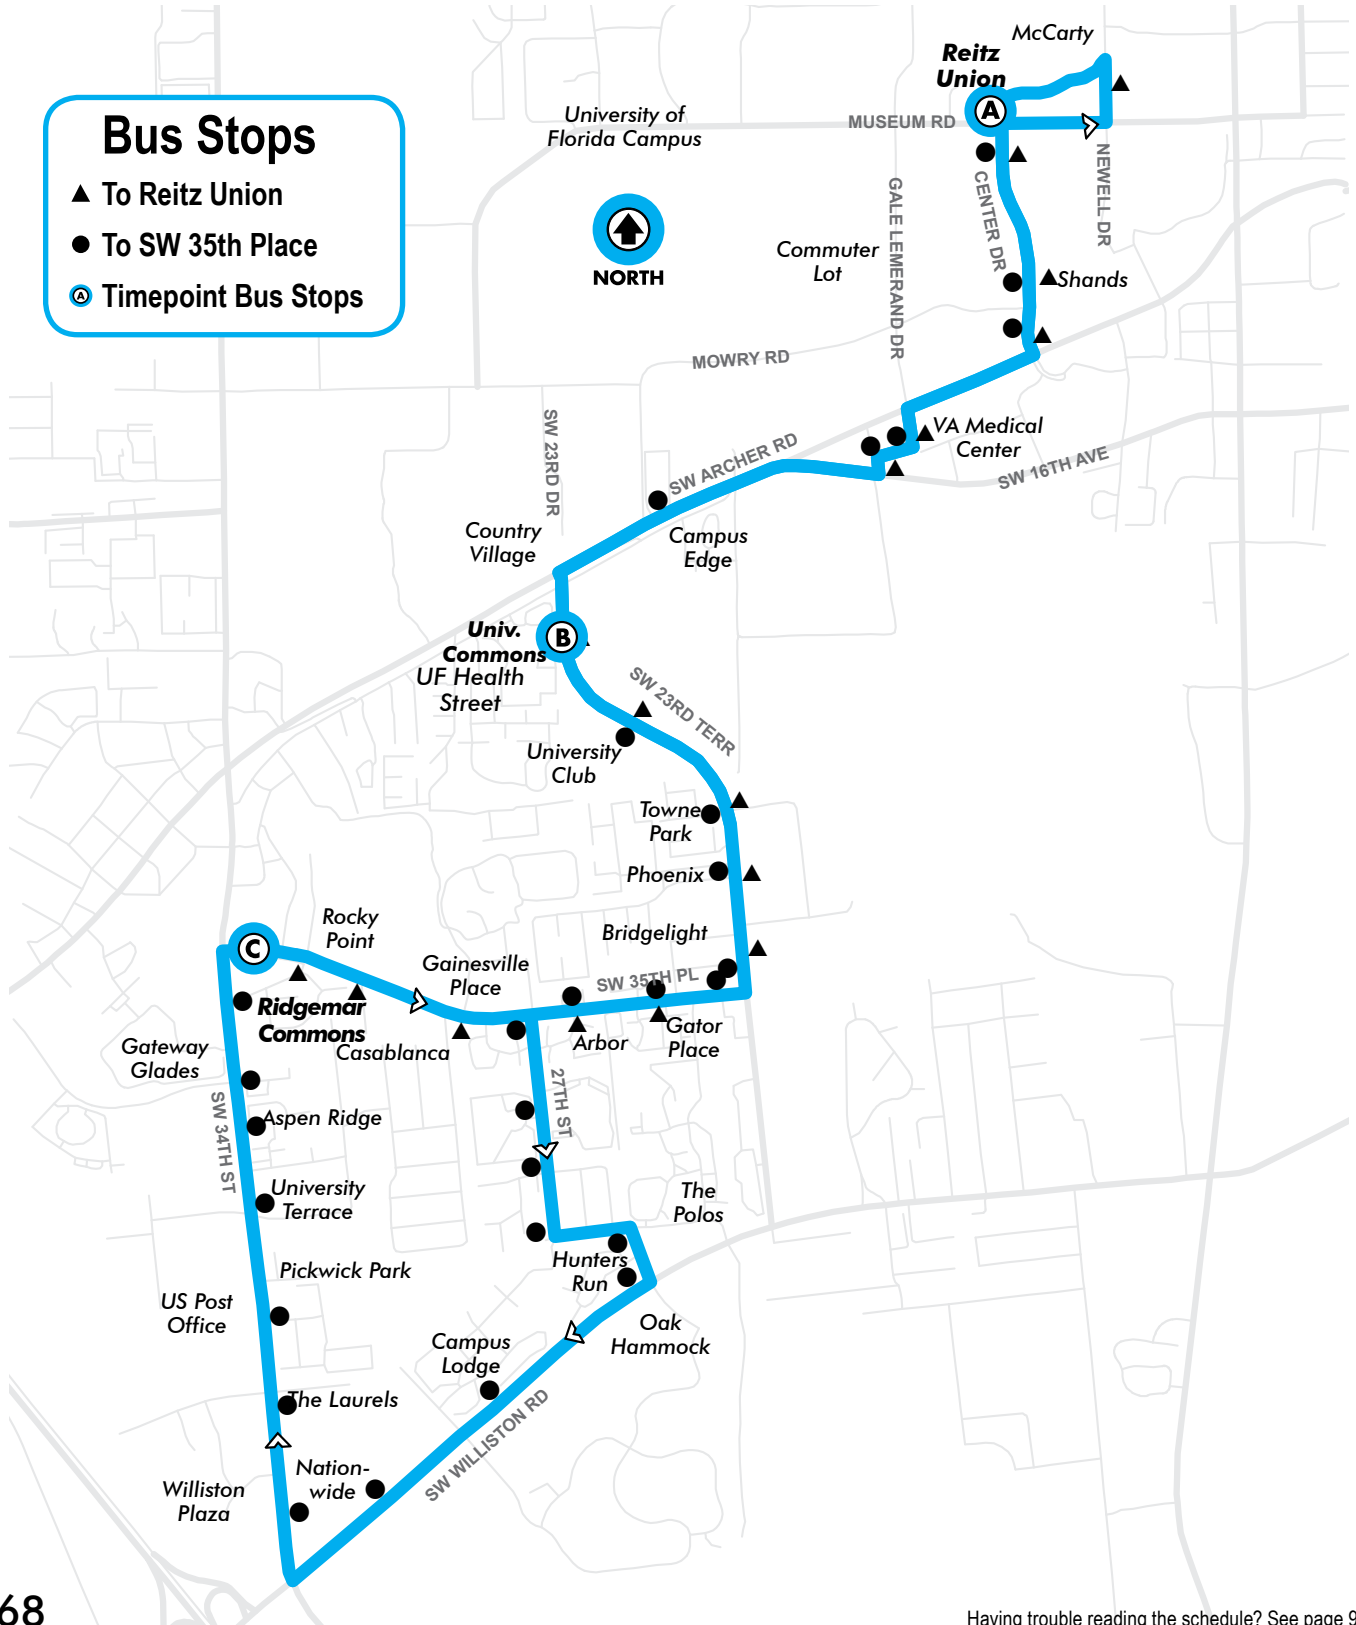 McCarty
Reitz
Union
A
Bus Stops
To Reitz Union
To SW 35th Place
A Timepoint Bus Stops
University of
Florida Campus
MUSEUM RD
NEWELL DR
CENTER DR
GALE LEMERAND DR
NORTH
Commuter
Lot
Shands
MOWRY RD
SW 23RD DR
SW ARCHER RD
VA Medical
Center
SW 16TH AVE
Country
Village
Campus
Edge
Univ.
Commons
B
UF Health
Street
SW 23RD TERR
University
Club
Towne
Park
Phoenix
Rocky
Point
C
Bridgelight
Gainesville
Place
SW 35TH PL
Ridgemar
Commons
Casablanca
Arbor
Gator
Place
Gateway
Glades
SW 34TH ST
27TH ST
Aspen Ridge
University
Terrace
The
Polos
Pickwick Park
Hunters
Run
US Post
Office
Oak
Hammock
Campus
Lodge
The Laurels
SW WILLISTON RD
Nation-
wide
Williston
Plaza
68
Having trouble reading the schedule? See page 9